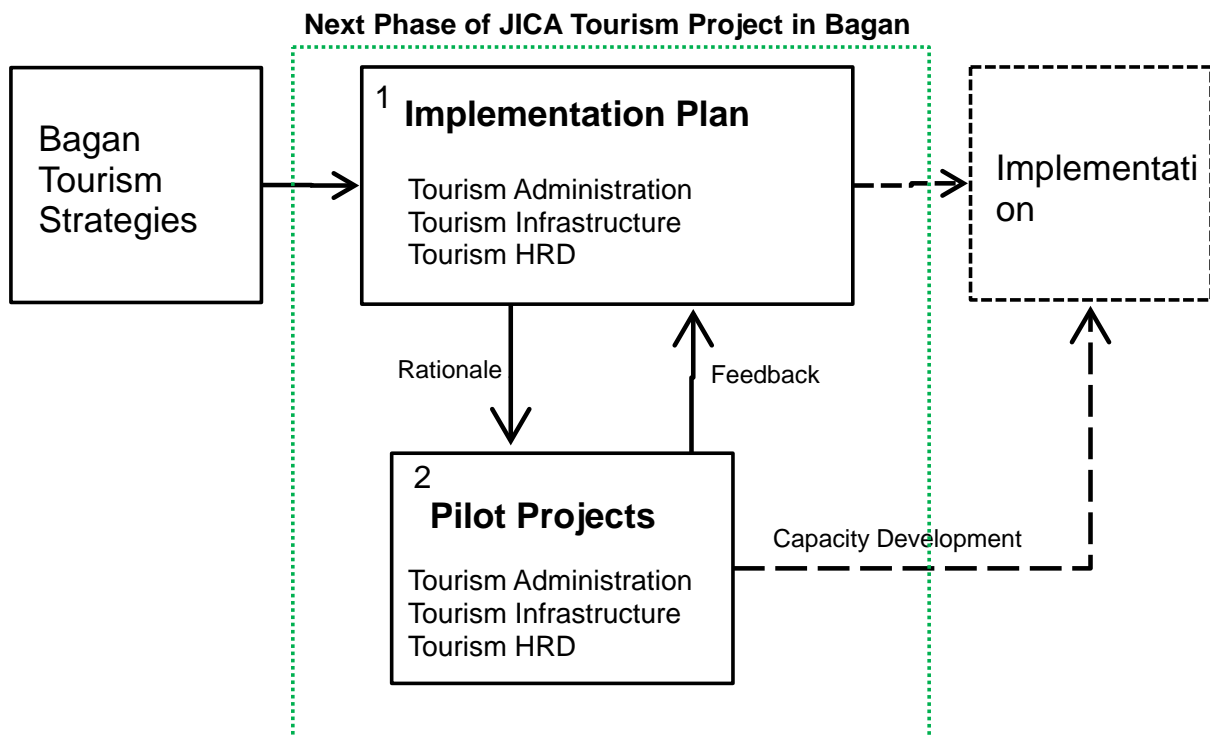 Next Phase of JICA Tourism Project in Bagan
Bagan
Tourism
Strategies
1
Implementation Plan
Tourism Administration
Tourism Infrastructure
Tourism HRD
Implementati
on
Rationale
Feedback
2
Pilot Projects
Tourism Administration
Tourism Infrastructure
Tourism HRD
Capacity Development